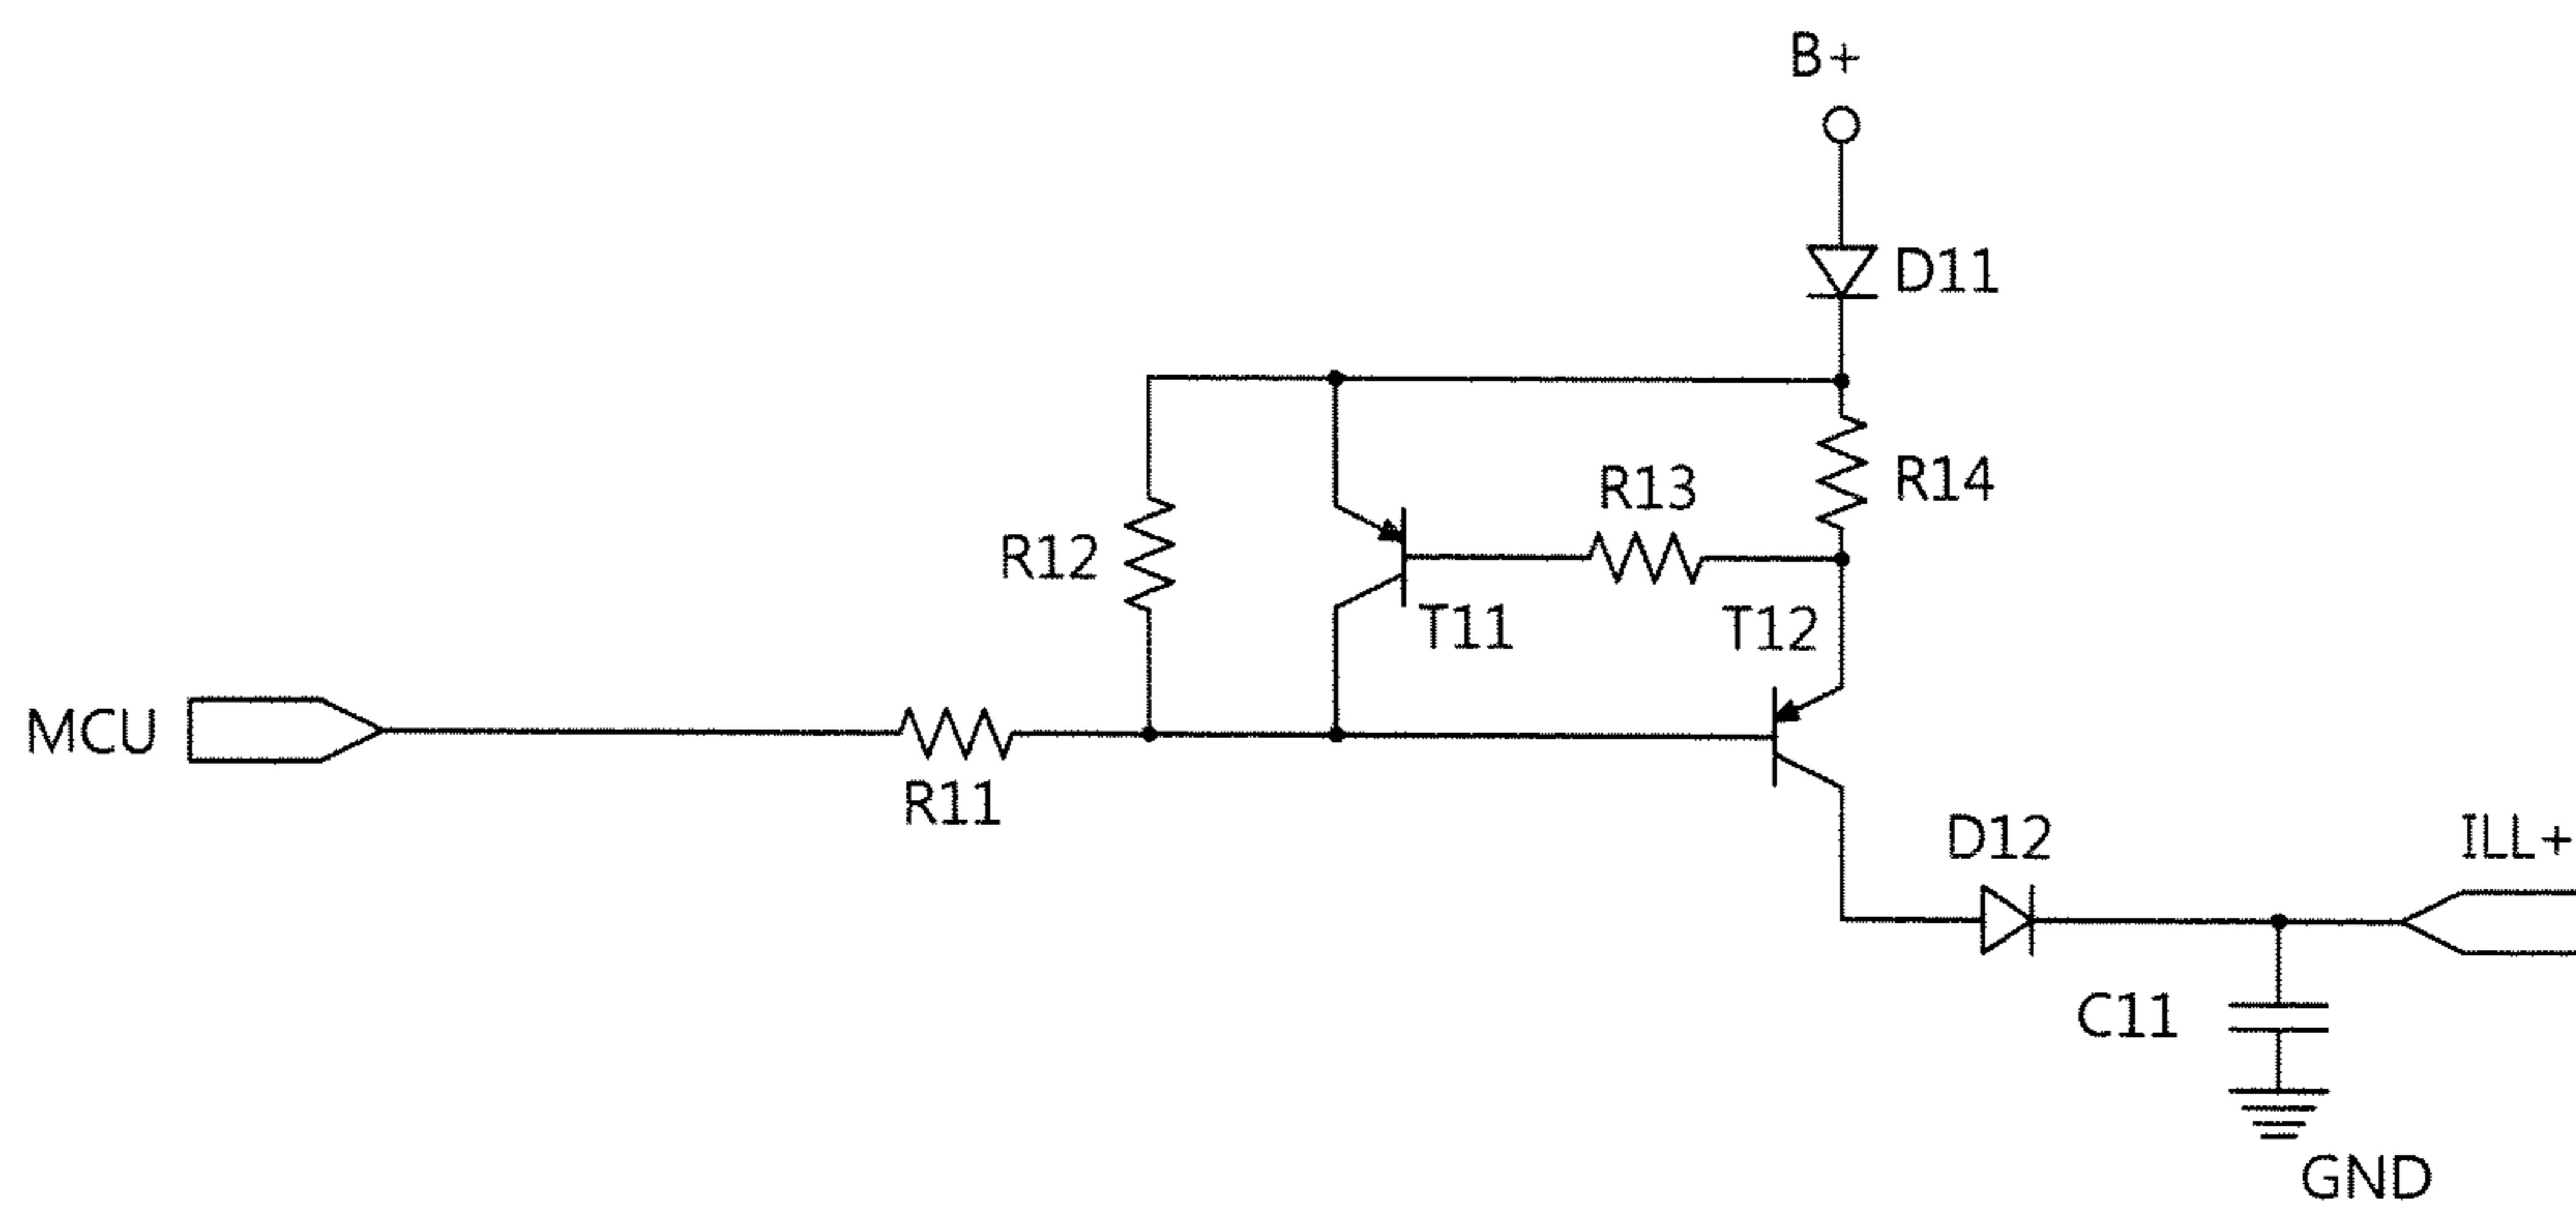 B+
D11
R14
R13
R12
T11
T12
MCU
R11
D12
ILL+
C11
GND